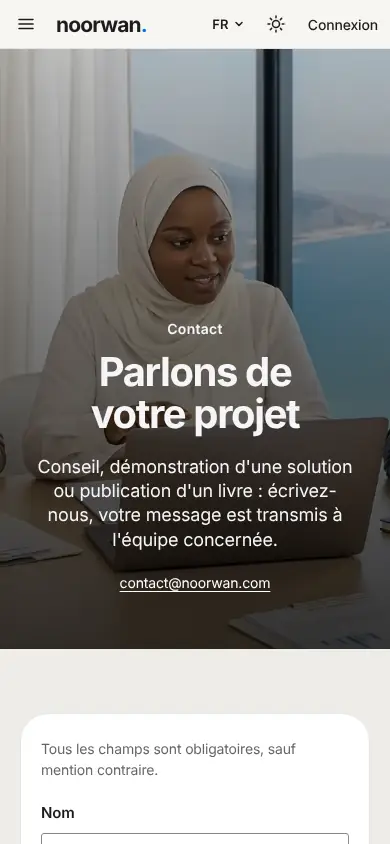 noorwan.
FR
Connexion
Contact
Parlons de
votre projet
Conseil, démonstration d'une solution
ou publication d'un livre : écrivez-
nous, votre message est transmis à
l'équipe concernée.
contact@noorwan.com
Tous les champs sont obligatoires, sauf
mention contraire.
Nom